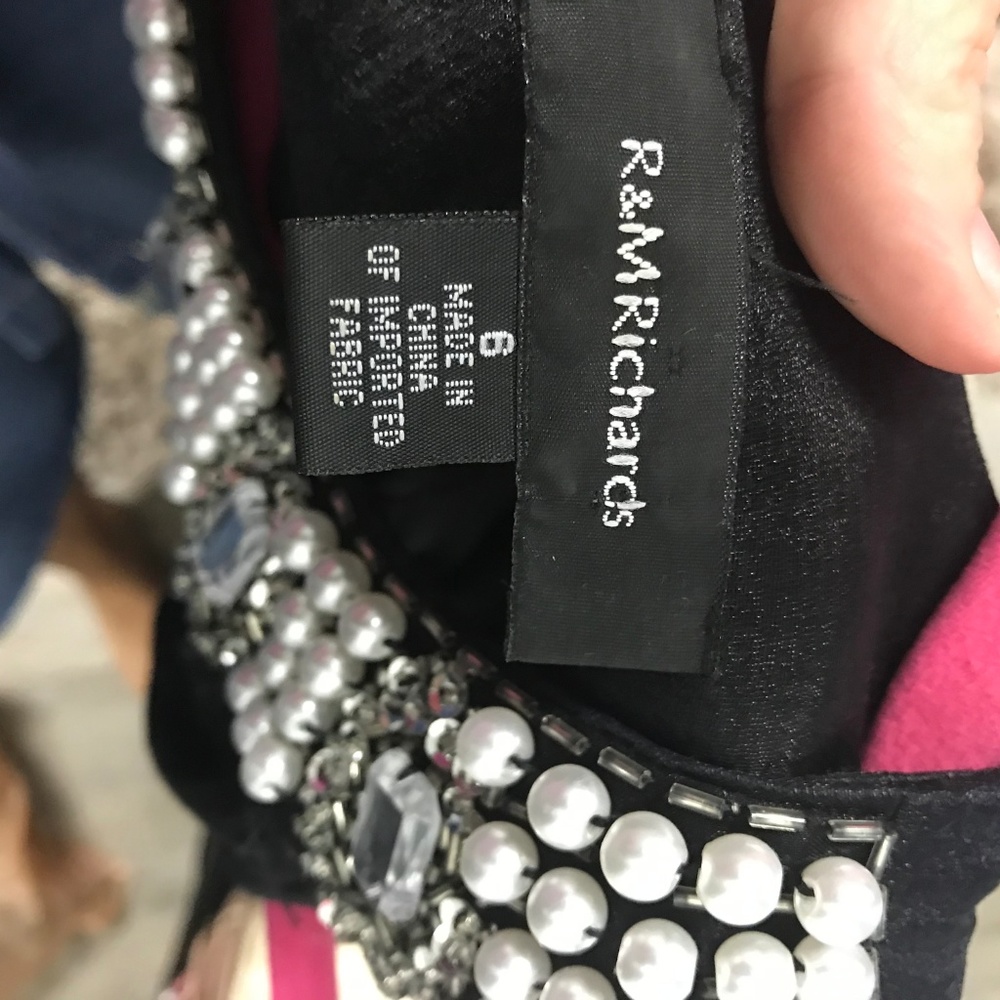 R&M Richards
6
MADE IN
CHINA
OF IMPORTED
FABRIC